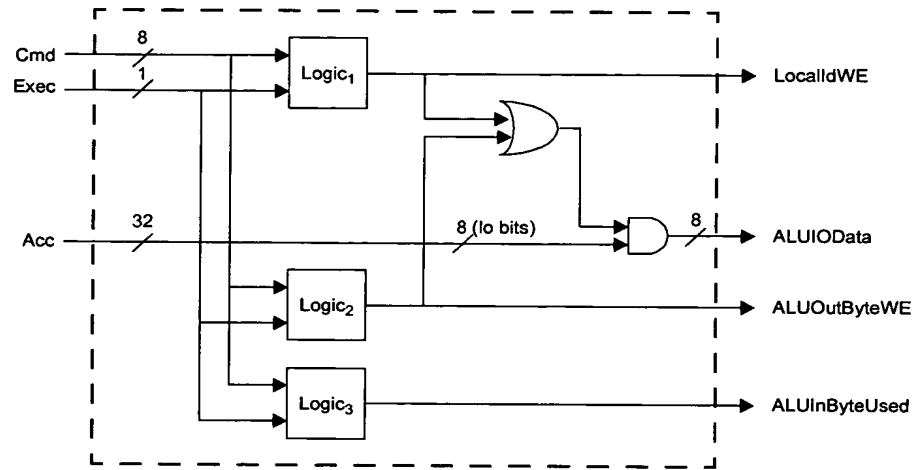 Cmd
8
Exec
1
Logic₁
LocalIdWE
Acc
32
8 (lo bits)
8
ALUIOData
Logic₂
ALUOutByteWE
Logic₃
ALUInByteUsed